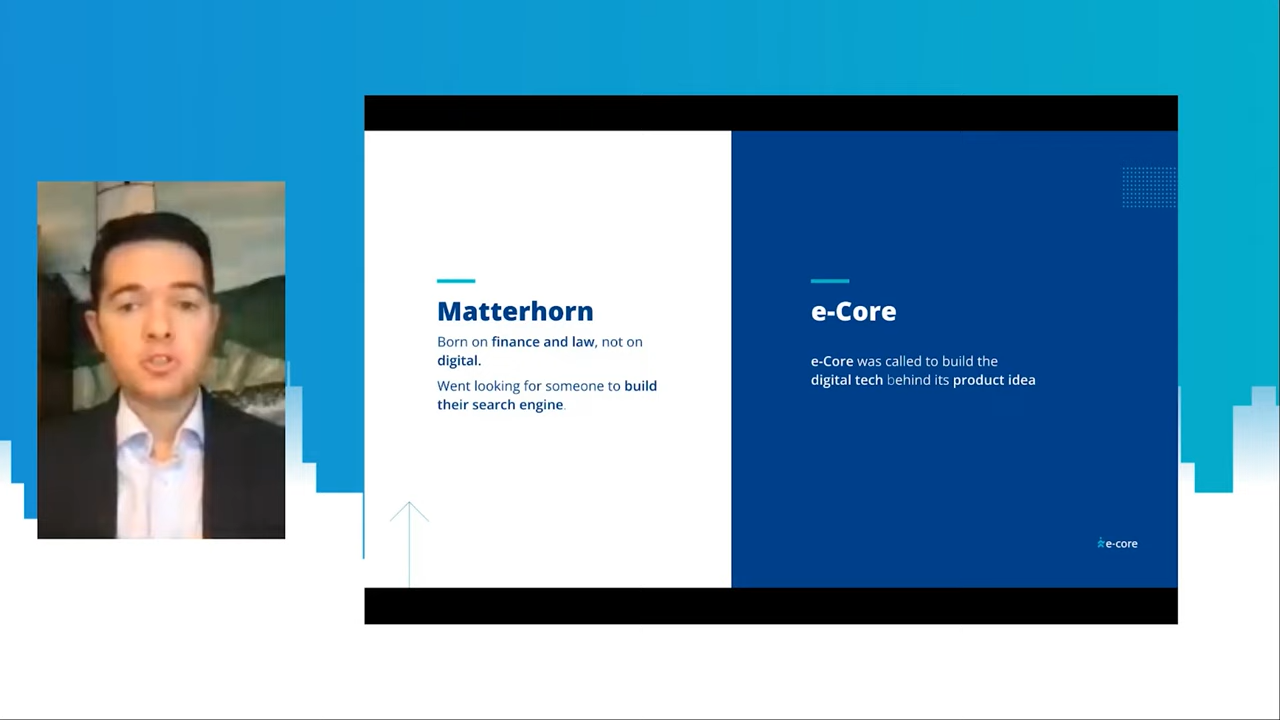 Matterhorn
Born on finance and law, not on
digital.
Went looking for someone to build
their search engine.
e-Core
e-Core was called to build the
digital tech behind its product idea
e-core